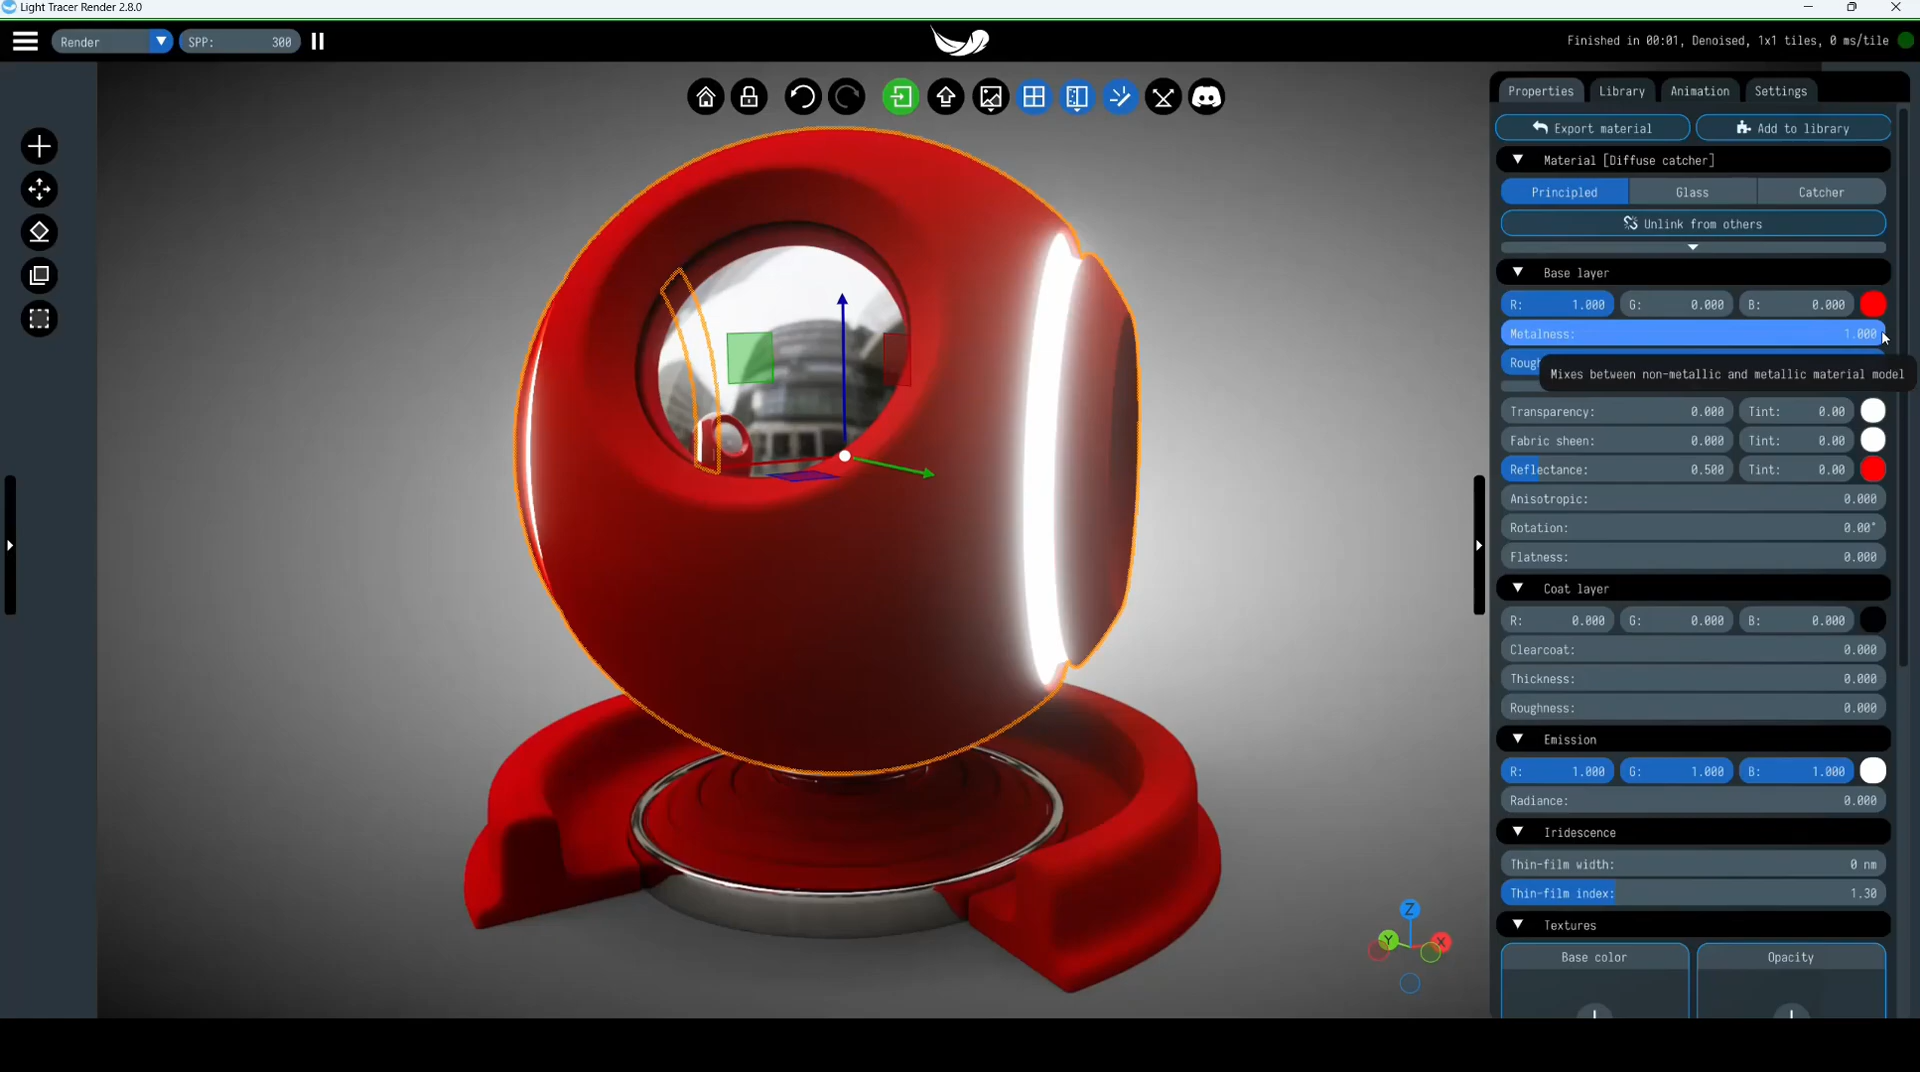 Light Tracer Render 2.8.0
Render
SPP: 300
Finished in 00:01, Denoised, 1x1 tiles, 0 ms/tile
Properties Library Animation Settings
Export material Add to library
Material [Diffuse catcher]
Principled Glass Catcher
Unlink from others
Base layer
R: 1.000 G: 0.000 B: 0.000
Metalness: 1.000
Rough
Mixes between non-metallic and metallic material model
Transparency: 0.000 Tint: 0.00
Fabric sheen: 0.000 Tint: 0.00
Reflectance: 0.500 Tint: 0.00
Anisotropic: 0.000
Rotation: 0.00°
Flatness: 0.000
Coat layer
R: 0.000 G: 0.000 B: 0.000
Clearcoat: 0.000
Thickness: 0.000
Roughness: 0.000
Emission
R: 1.000 G: 1.000 B: 1.000
Radiance: 0.000
Iridescence
Thin-film width: 0 nm
Thin-film index: 1.30
Textures
Base color Opacity
Z
Y X